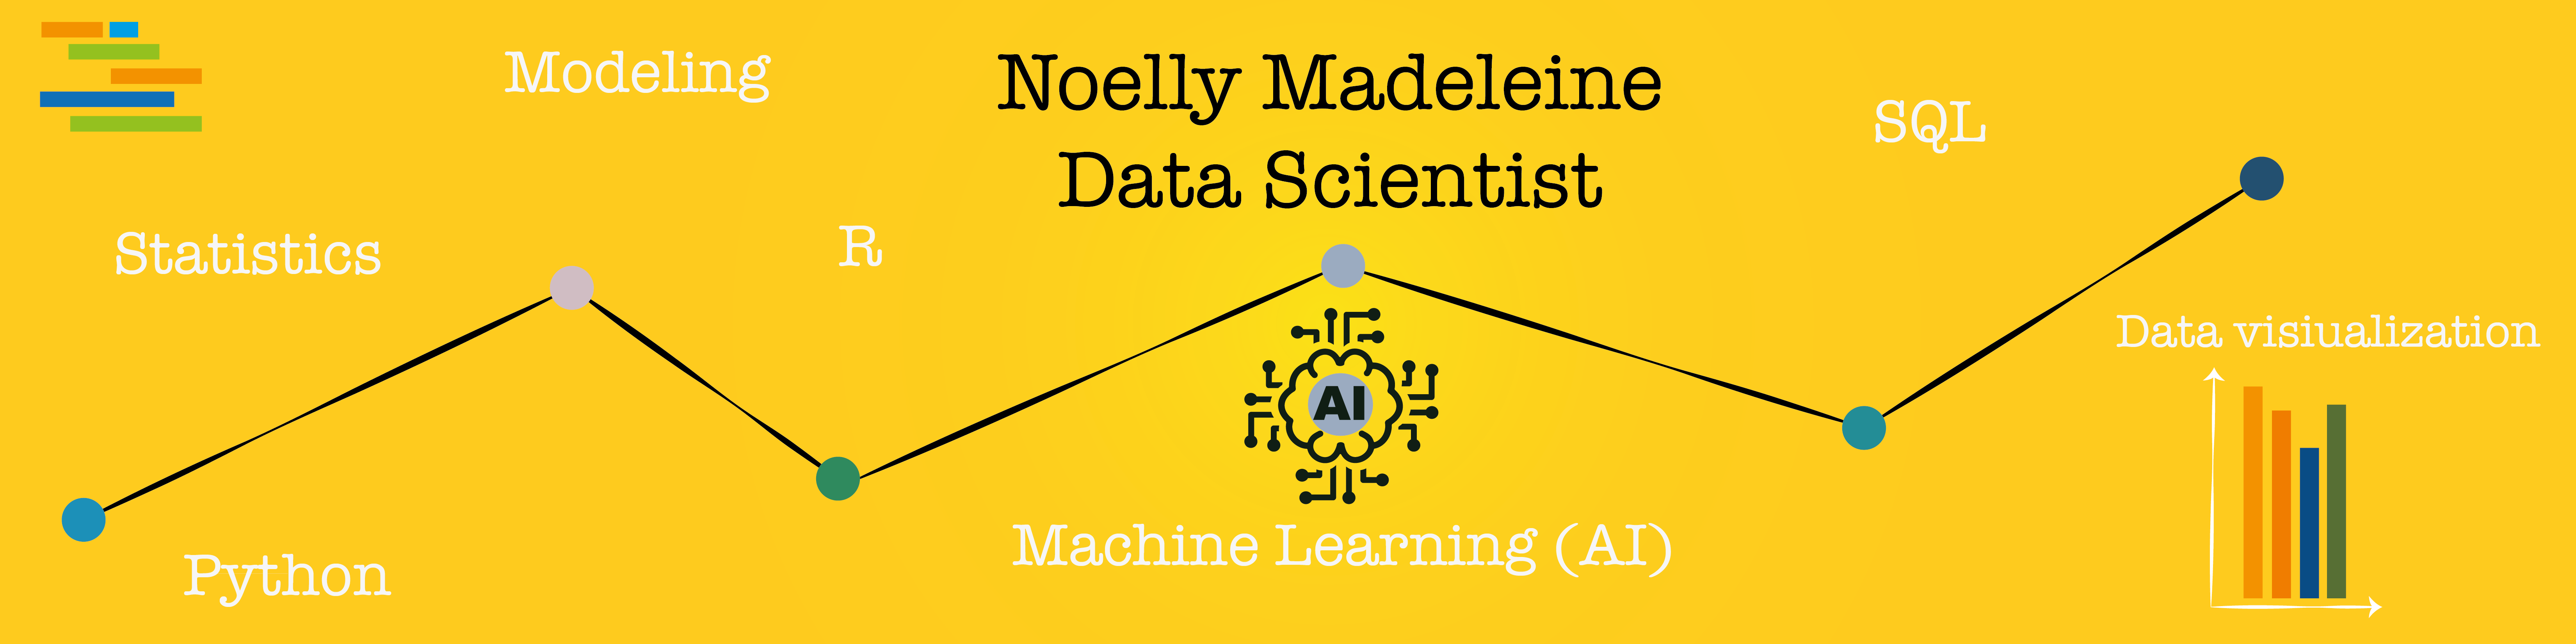 Modeling
Noelly Madeleine
Data Scientist
SQL
Statistics
R
Data visiualization
AI
Machine Learning (AI)
Python